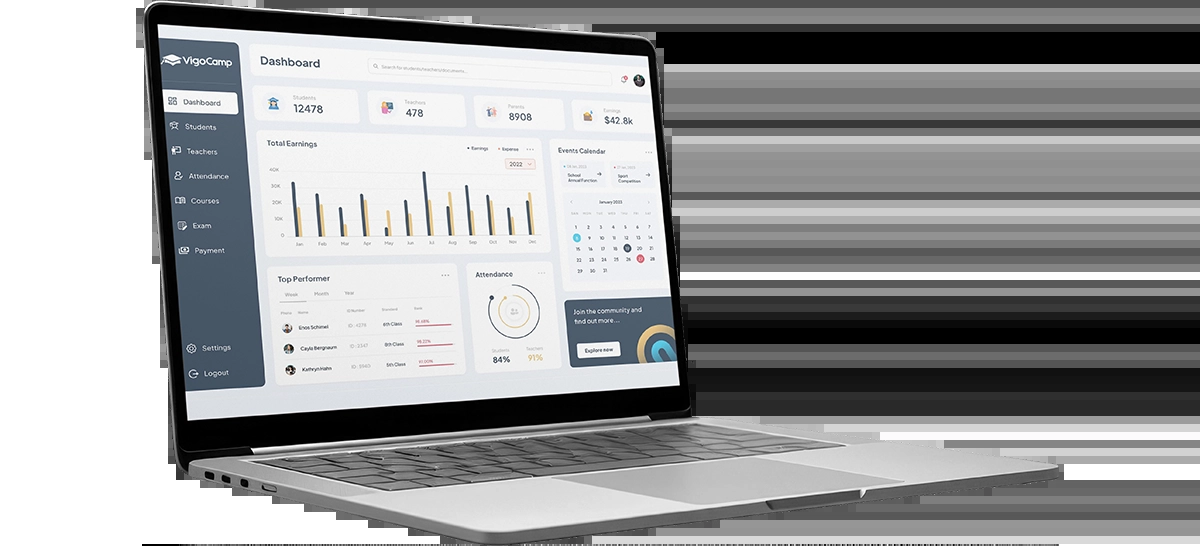 VigoCamp
Dashboard
Students
Teachers
Attendance
Courses
Exam
Payment
Settings
Logout
Dashboard
Search for students/teachers/documents...
Students
12478
Teachers
478
Parents
8908
Earnings
$42.8k
Total Earnings
Earnings
Expense
2022
40K
30K
20K
10K
0
Jan
Feb
Mar
Apr
May
Jun
Jul
Aug
Sep
Oct
Nov
Dec
Events Calendar
School
Annual Function
Sport
Competition
January 2023
1 2 3 4 5 6 7
8 9 10 11 12 13 14
15 16 17 18 19 20 21
22 23 24 25 26 27 28
29 30 31
Top Performer
Week Month Year
Photo Name ID Number Standard Rank
Enos Schimel ID: 4278 6th Class
Cayla Bergnaum ID: 3347 8th Class
Kathryn Hahn 5th Class
Attendance
Students
84%
Teachers
91%
Join the community and
find out more...
Explore now